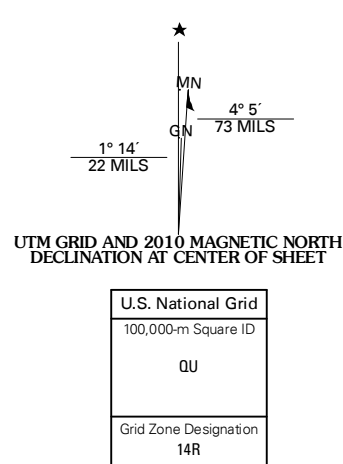 MN
4° 5´
73 MILS
GN
1° 14´
22 MILS
UTM GRID AND 2010 MAGNETIC NORTH
DECLINATION AT CENTER OF SHEET
U.S. National Grid
100,000-m Square ID
QU
Grid Zone Designation
14R